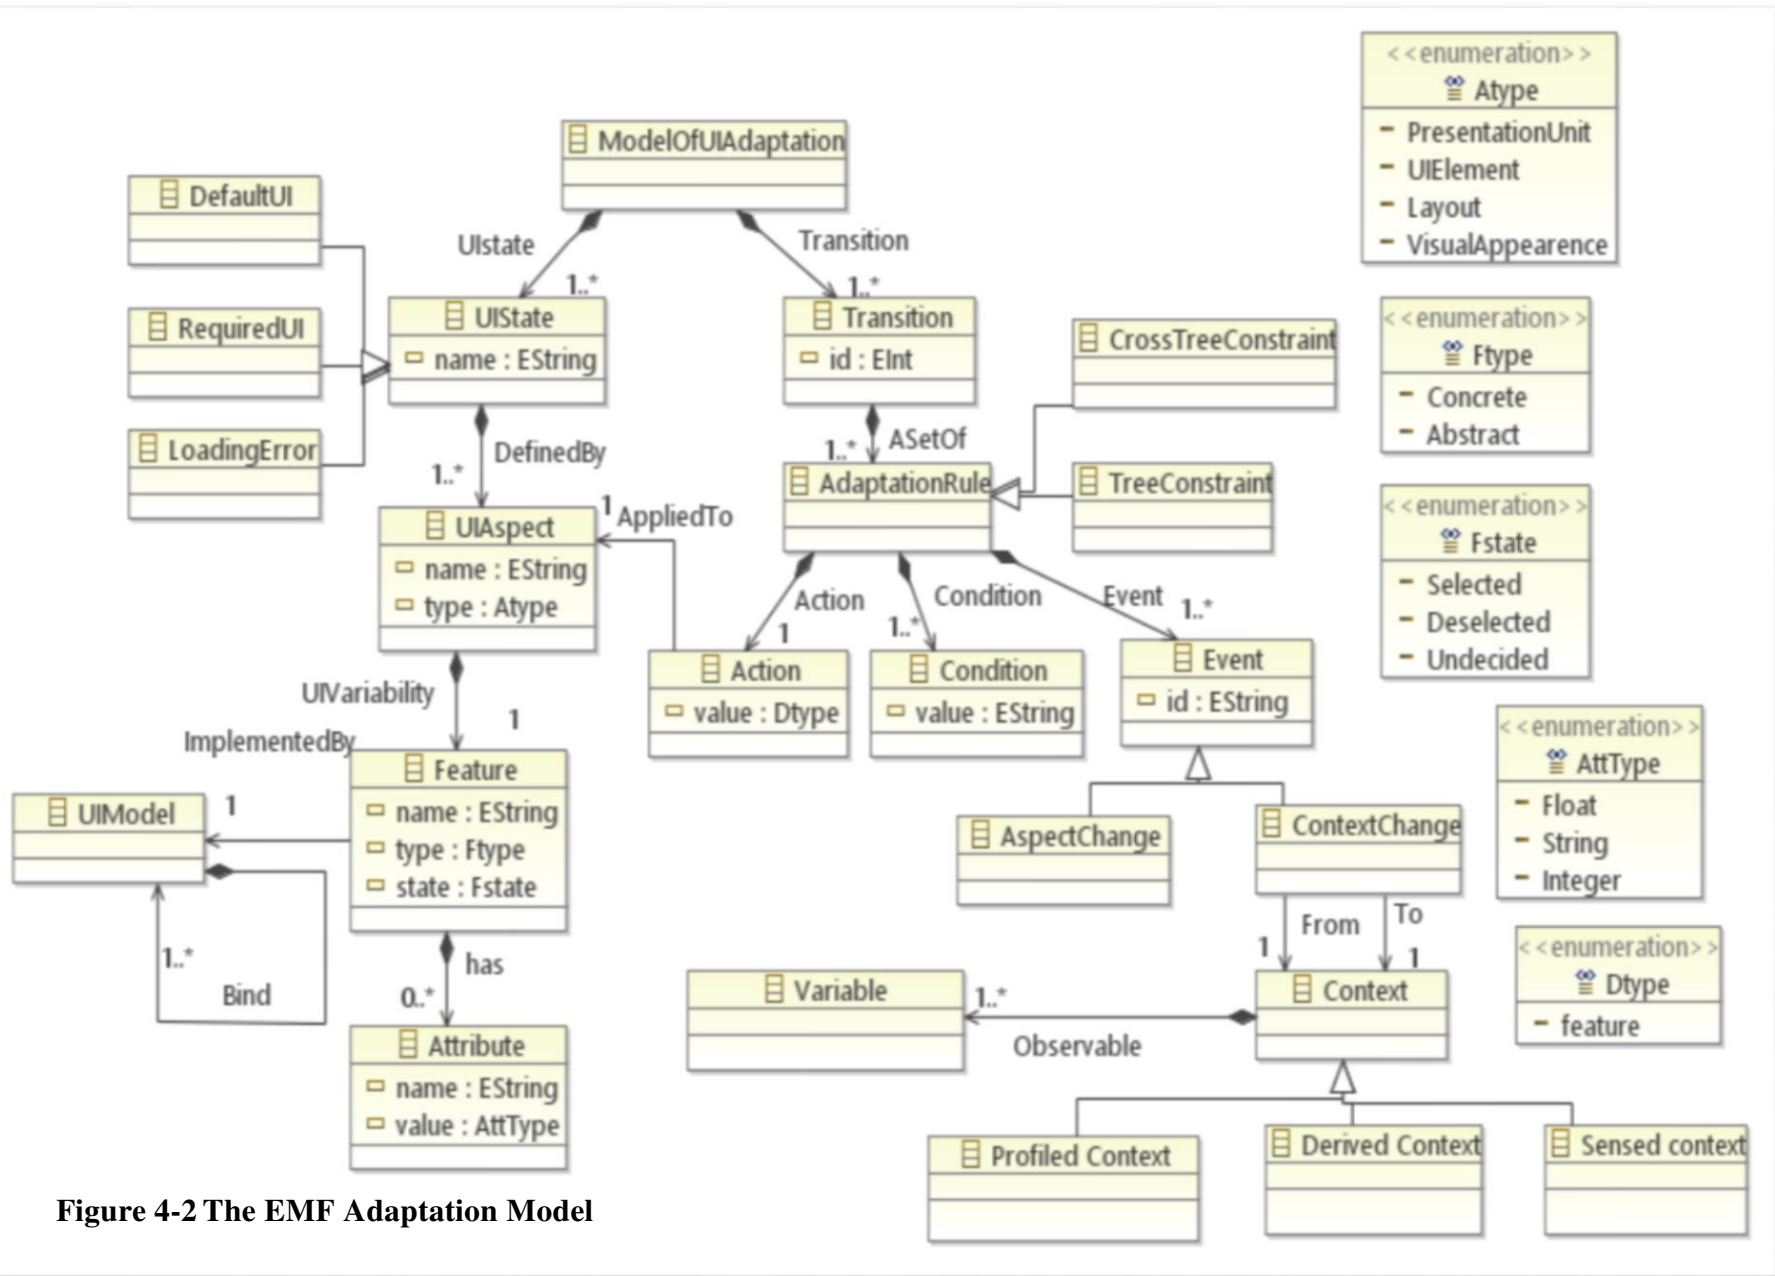 ModelOfUIAdaptation
UIstate
1..*
Transition
1..*
DefaultUI
RequiredUI
LoadingError
UIState
name : EString
DefinedBy
1..*
UIAspect
name : EString
type : Atype
1
AppliedTo
UIVariability
1
ImplementedBy
1
Feature
name : EString
type : Ftype
state : Fstate
UIModel
1..*
Bind
has
0..*
Attribute
name : EString
value : AttType
Transition
id : EInt
1..*
ASetOf
AdaptationRule
CrossTreeConstraint
TreeConstraint
Action
1
Condition
1..*
Event
1..*
Action
value : Dtype
Condition
value : EString
Event
id : EString
AspectChange
ContextChange
From
1
To
1
Context
Variable
1..*
Observable
Profiled Context
Derived Context
Sensed context
<<enumeration>>
Atype
PresentationUnit
UIElement
Layout
VisualAppearence
<<enumeration>>
Ftype
Concrete
Abstract
<<enumeration>>
Fstate
Selected
Deselected
Undecided
<<enumeration>>
AttType
Float
String
Integer
<<enumeration>>
Dtype
feature
Figure 4-2 The EMF Adaptation Model